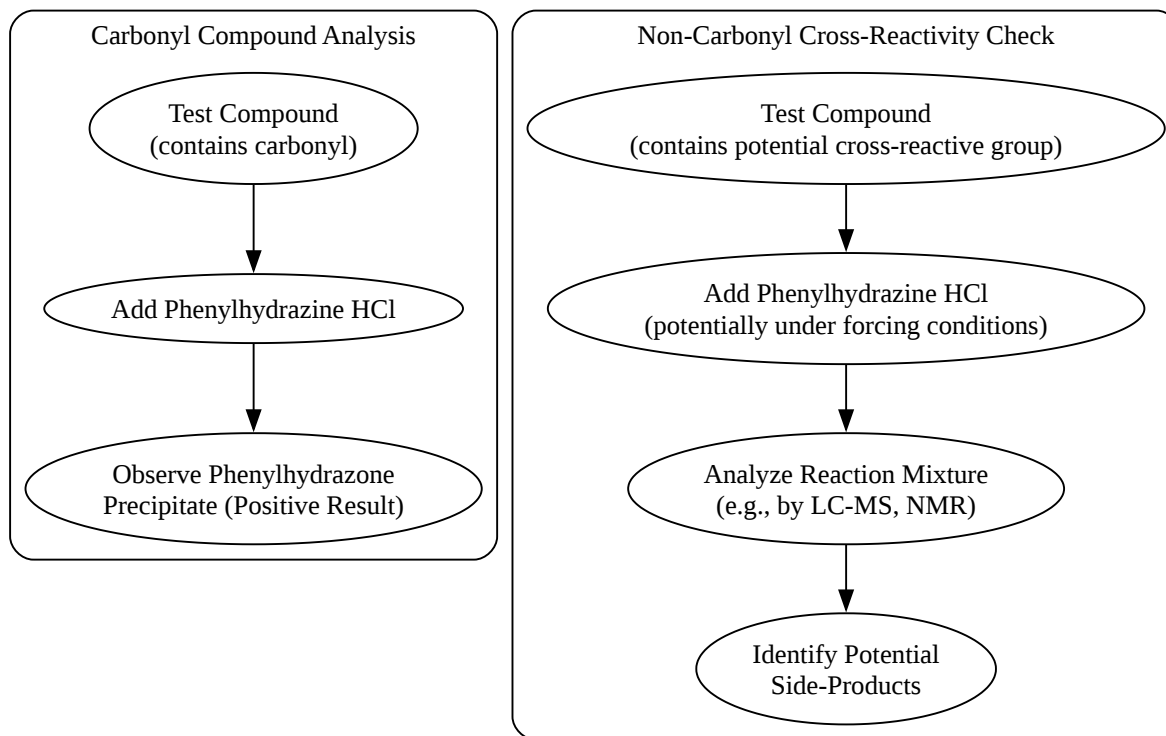 Carbonyl Compound Analysis
Test Compound
(contains carbonyl)
Add Phenylhydrazine HCl
Observe Phenylhydrazone
Precipitate (Positive Result)
Non-Carbonyl Cross-Reactivity Check
Test Compound
(contains potential cross-reactive group)
Add Phenylhydrazine HCl
(potentially under forcing conditions)
Analyze Reaction Mixture
(e.g., by LC-MS, NMR)
Identify Potential
Side-Products